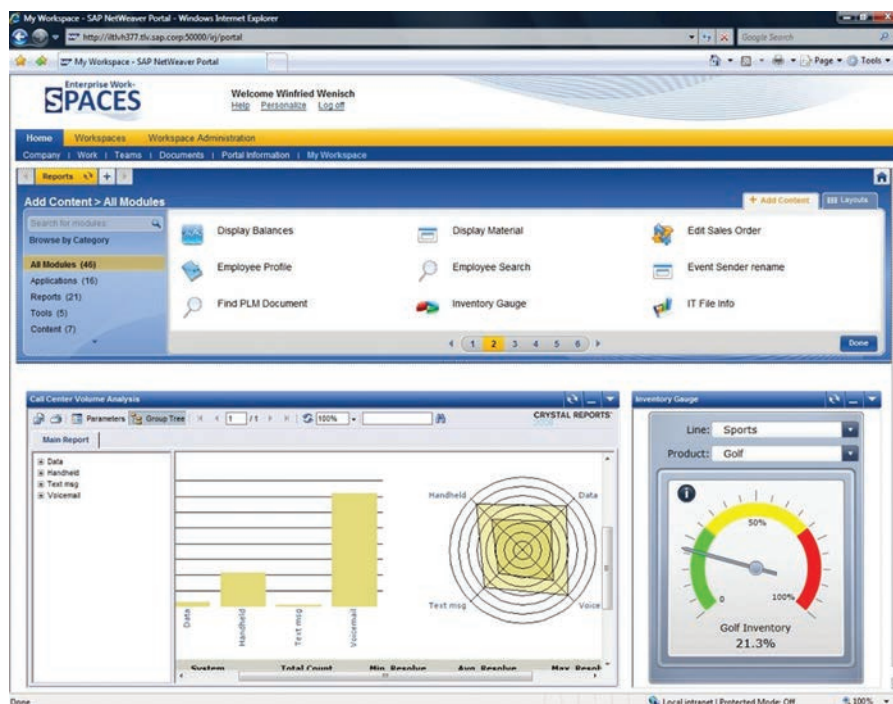 My Workspace - SAP NetWeaver Portal - Windows Internet Explorer
http://iltlvh377.tlv.sap.corp:50000/irj/portal
Google Search
My Workspace - SAP NetWeaver Portal
Page
Tools
Enterprise Work-
SPACES
Welcome Winfried Wenisch
Help Personalize Log off
Home Workspaces Workspace Administration
Company | Work | Teams | Documents | Portal Information | My Workspace
Reports
Add Content > All Modules
+ Add Content
Layouts
Search for modules
Browse by Category
All Modules (46)
Applications (16)
Reports (21)
Tools (5)
Content (7)
Display Balances
Display Material
Edit Sales Order
Employee Profile
Employee Search
Event Sender rename
Find PLM Document
Inventory Gauge
IT File Info
1 2 3 4 5 6
Done
Call Center Volume Analysis
Parameters Group Tree 1 / 1 100%
CRYSTAL REPORTS
2008
Main Report
Data
Handheld
Text msg
Voicemail
Data
Handheld
Text msg
Voicemail
Handheld
Data
Text msg
Voice
System Total Count Min Resolve Avg Resolve Max Resol
Inventory Gauge
Line: Sports
Product: Golf
50%
0
100%
Golf Inventory
21.3%
Done
Local intranet | Protected Mode: Off
100%